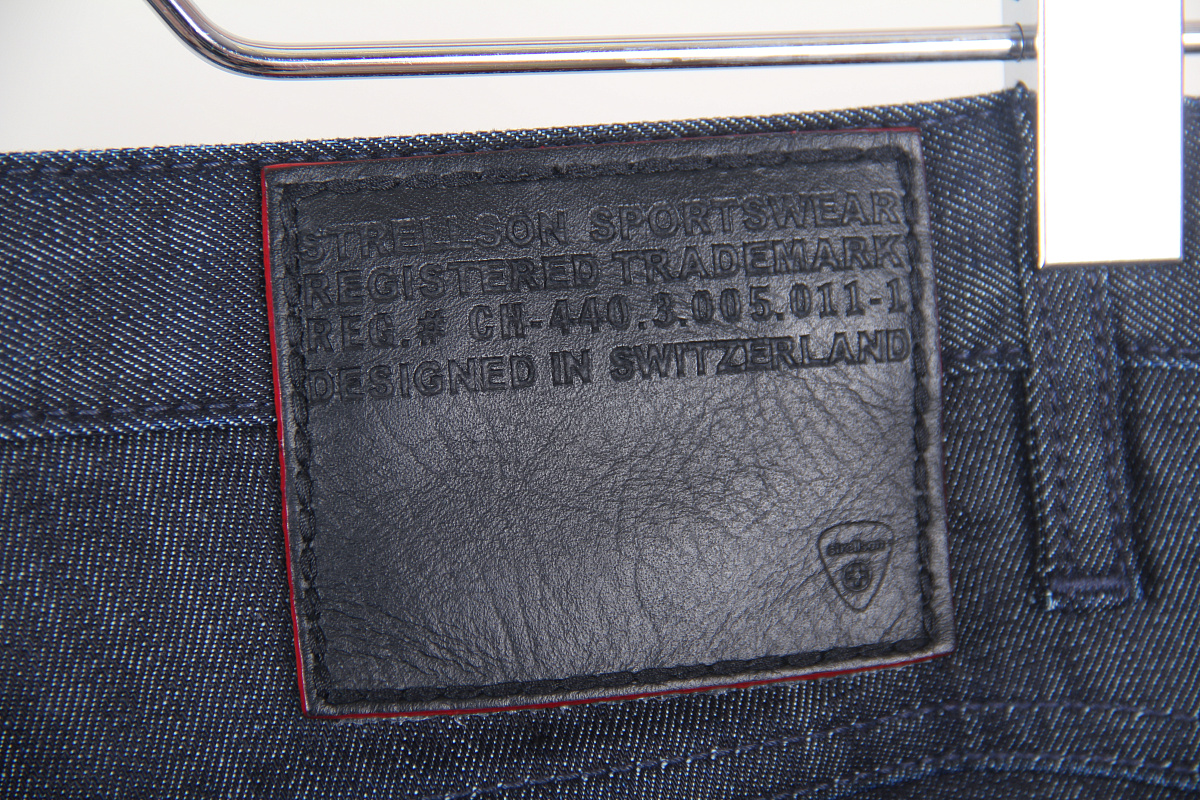 STRELLSON SPORTSWEAR
REGISTERED TRADEMARK
REG.# CH-440.3.005.011-1
DESIGNED IN SWITZERLAND
strellson